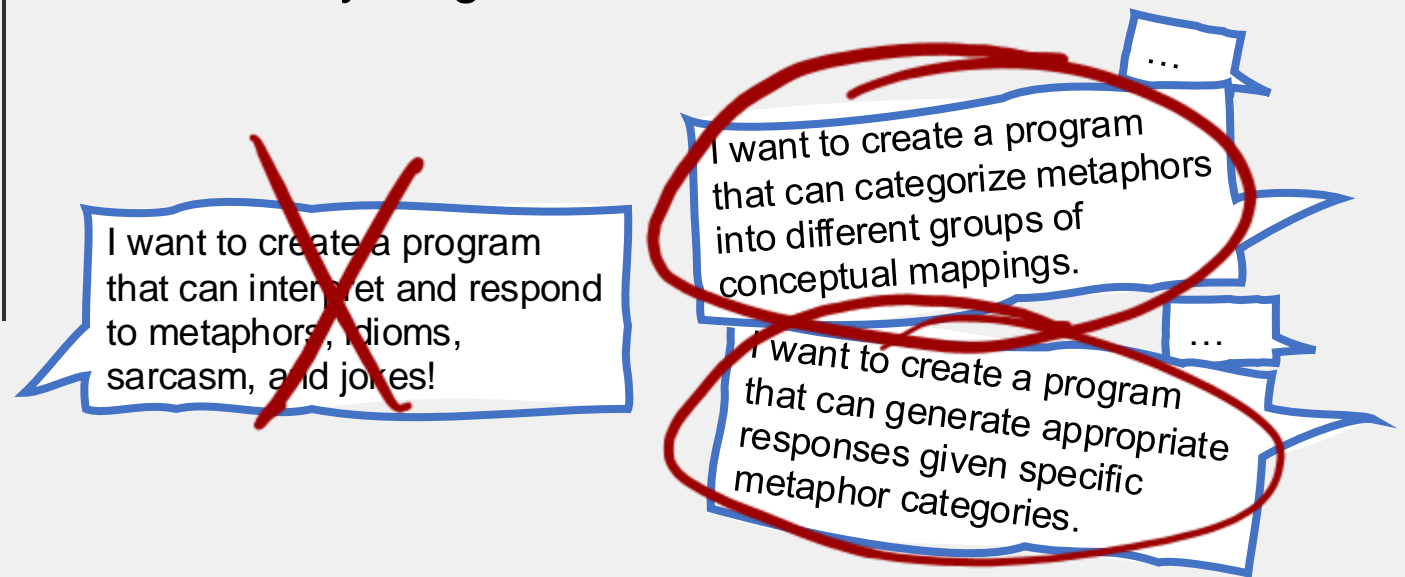 I want to create a program
that can interpret and respond
to metaphors, idioms,
sarcasm, and jokes!
...
I want to create a program
that can categorize metaphors
into different groups of
conceptual mappings.
...
I want to create a program
that can generate appropriate
responses given specific
metaphor categories.